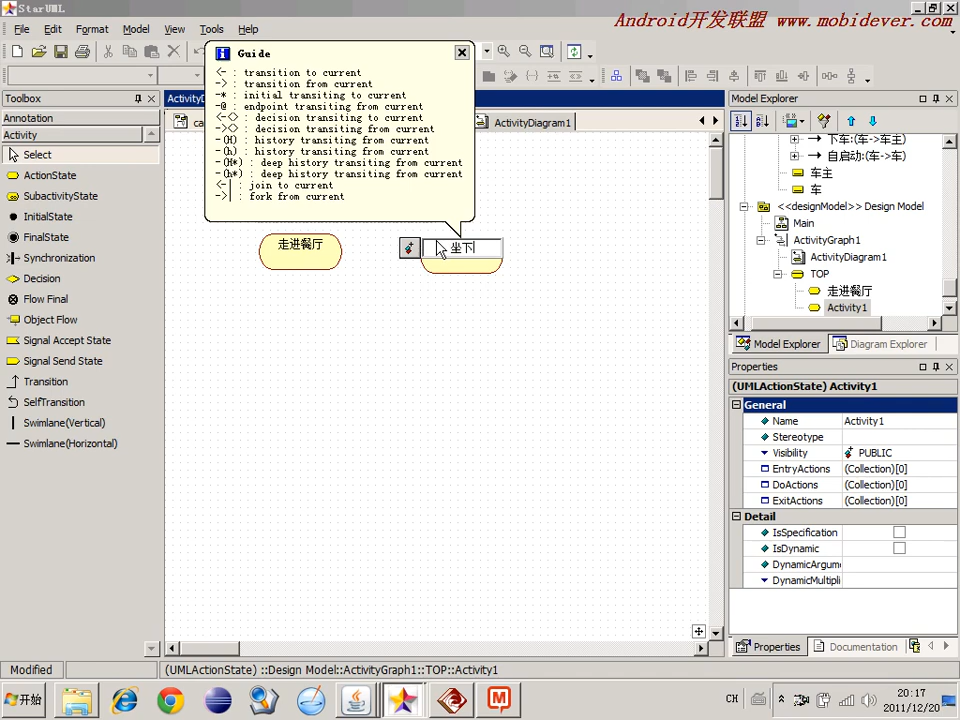 StarUML
Android开发联盟 www.mobidever.com
File Edit Format Model View Tools Help
Guide
<- : transition to current
-> : transition from current
-* : initial transiting to current
-@ : endpoint transiting from current
<-<> : decision transiting to current
->◇ : decision transiting from current
-(H) : history transiting from current
-(h) : history transiting from current
-(H*) : deep history transiting from current
-(h*) : deep history transiting from current
<-| : join to current
->| : fork from current
Toolbox
Annotation
Activity
Select
ActionState
SubactivityState
InitialState
FinalState
Synchronization
Decision
Flow Final
Object Flow
Signal Accept State
Signal Send State
Transition
SelfTransition
Swimlane(Vertical)
Swimlane(Horizontal)
ActivityDiagram1
走进餐厅
坐下
Model Explorer
下车:(车->车主)
自启动:(车->车)
车主
车
<<designModel>> Design Model
Main
ActivityGraph1
ActivityDiagram1
TOP
走进餐厅
Activity1
Model Explorer Diagram Explorer
Properties
(UMLActionState) Activity1
General
Name Activity1
Stereotype
Visibility PUBLIC
EntryActions (Collection)[0]
DoActions (Collection)[0]
ExitActions (Collection)[0]
Detail
IsSpecification
IsDynamic
DynamicArgum
DynamicMultipli
Properties Documentation
Modified (UMLActionState) ::Design Model::ActivityGraph1::TOP::Activity1
开始
CH
20:17
2011/12/20